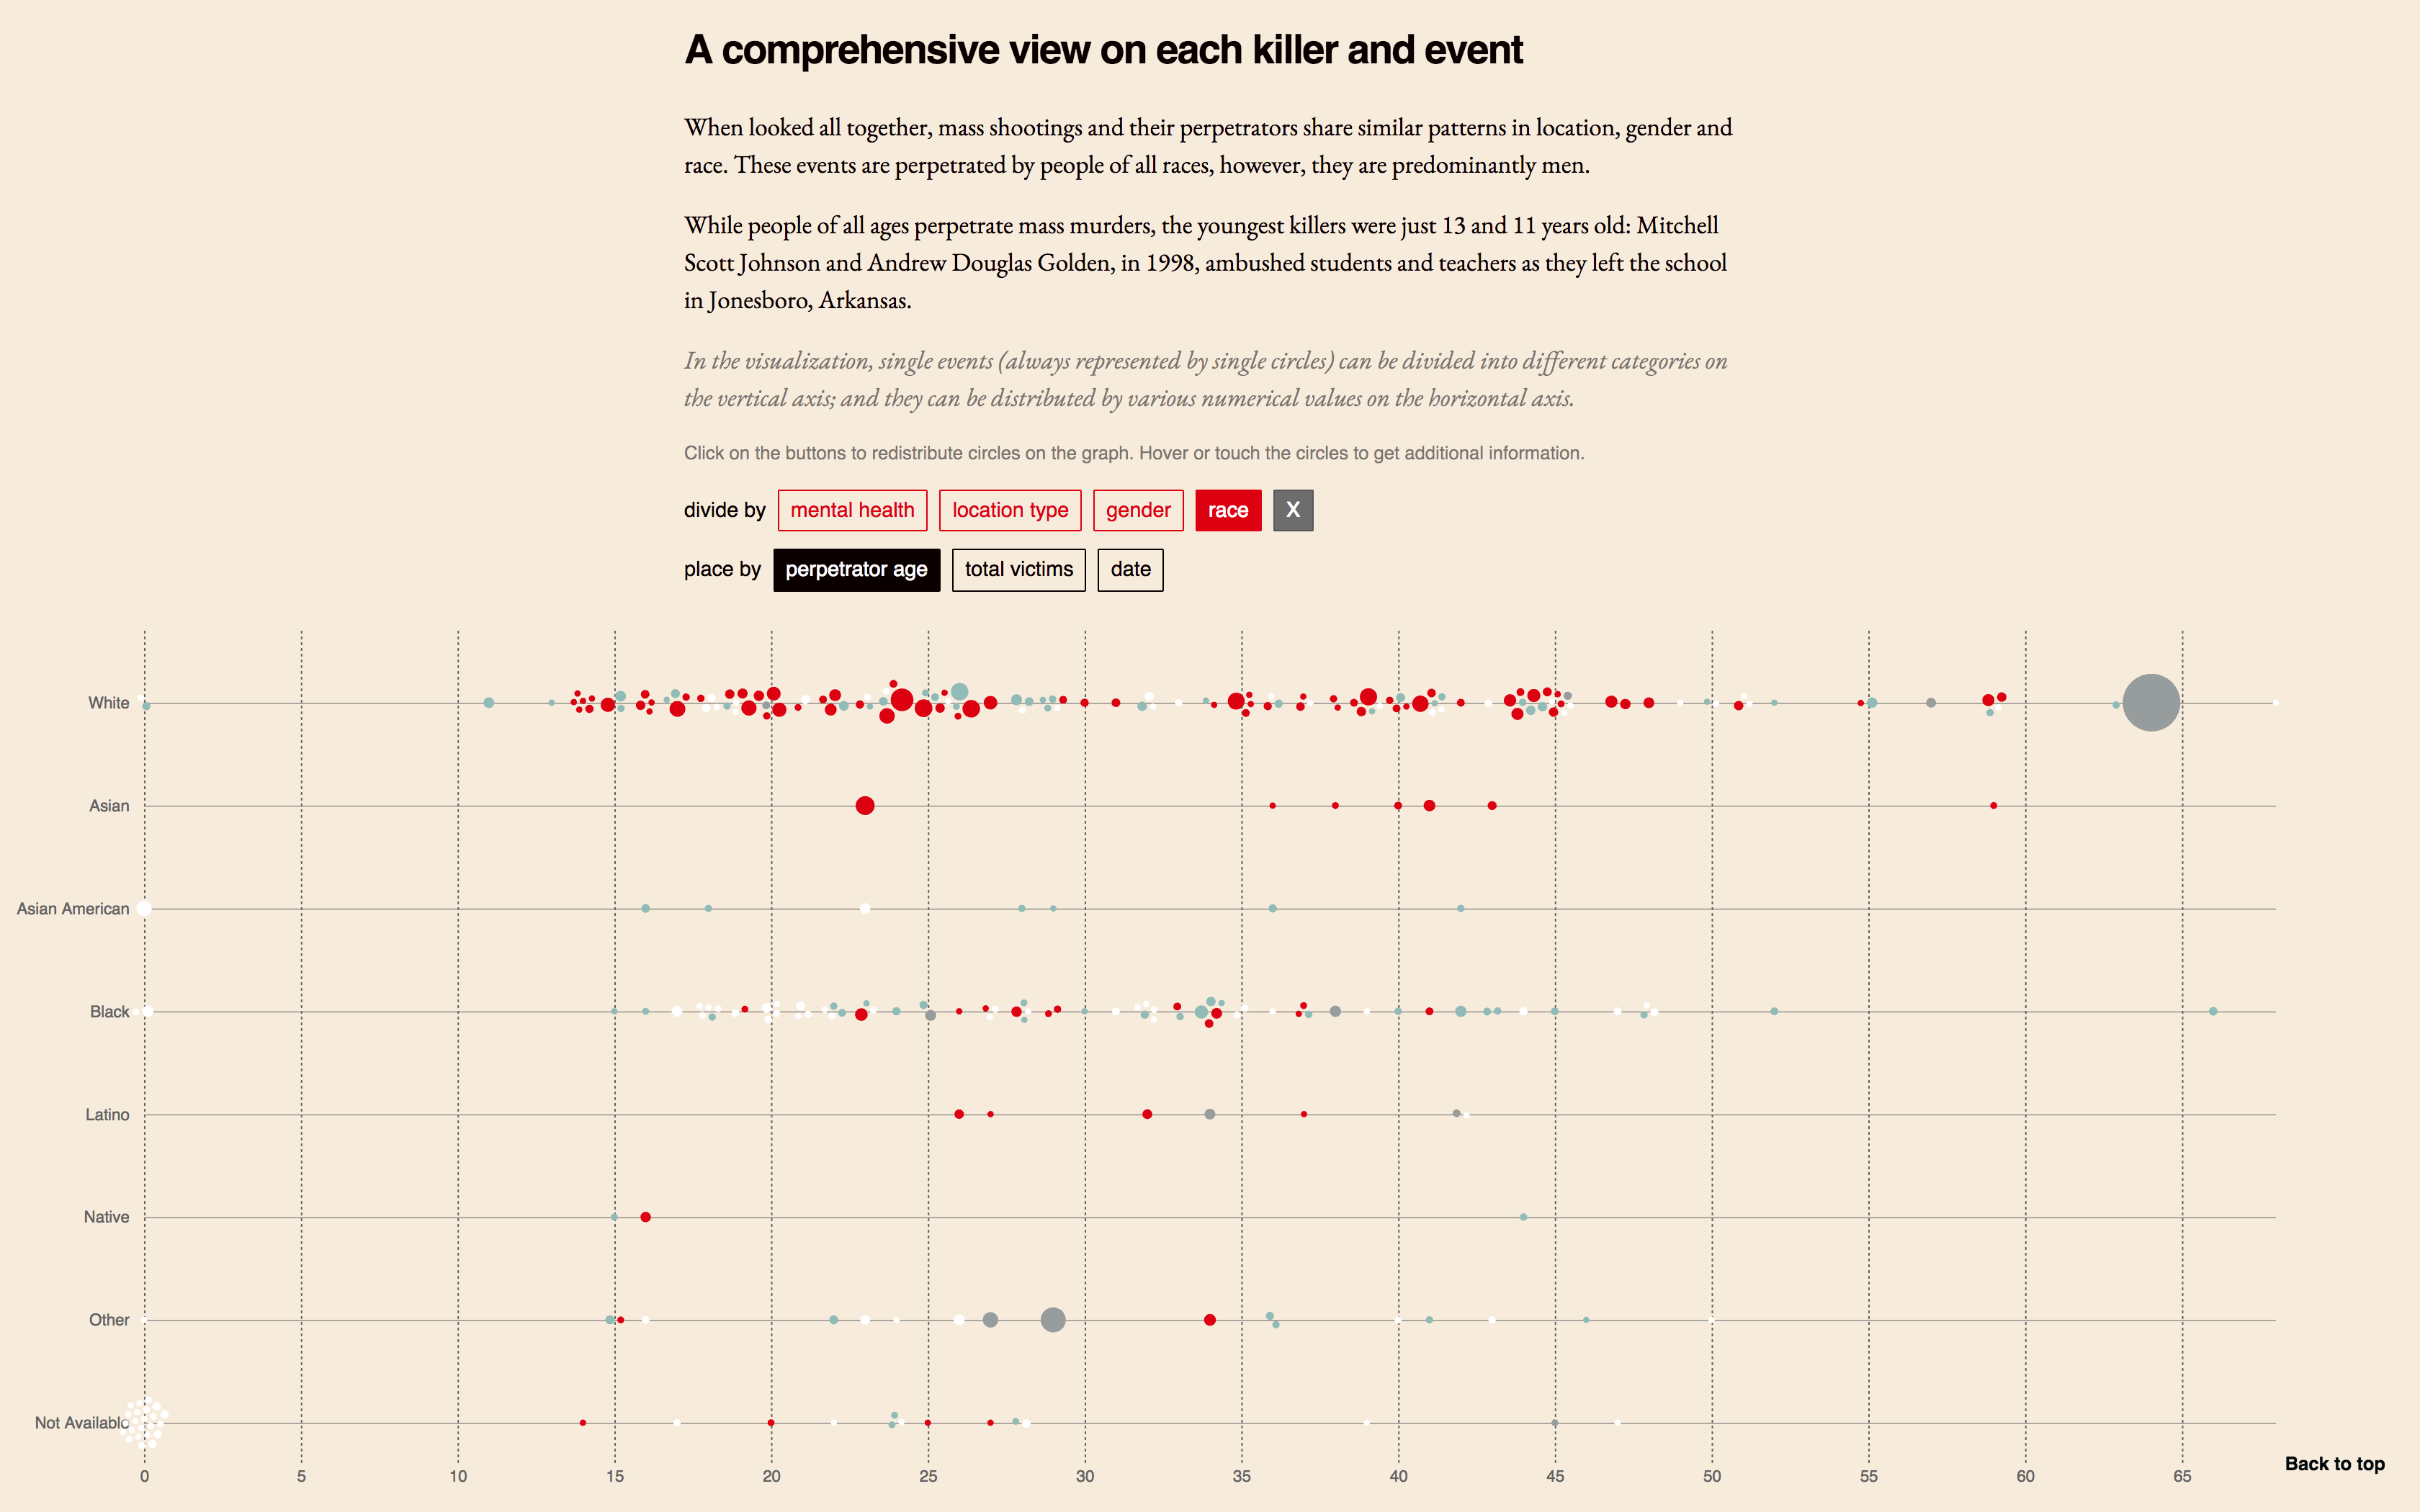 A comprehensive view on each killer and event
When looked all together, mass shootings and their perpetrators share similar patterns in location, gender and
race. These events are perpetrated by people of all races, however, they are predominantly men.
While people of all ages perpetrate mass murders, the youngest killers were just 13 and 11 years old: Mitchell
Scott Johnson and Andrew Douglas Golden, in 1998, ambushed students and teachers as they left the school
in Jonesboro, Arkansas.
In the visualization, single events (always represented by single circles) can be divided into different categories on
the vertical axis; and they can be distributed by various numerical values on the horizontal axis.
Click on the buttons to redistribute circles on the graph. Hover or touch the circles to get additional information.
divide by mental health location type gender race X
place by perpetrator age total victims date
White
Asian
Asian American
Black
Latino
Native
Other
Not Available
0 5 10 15 20 25 30 35 40 45 50 55 60 65
Back to top